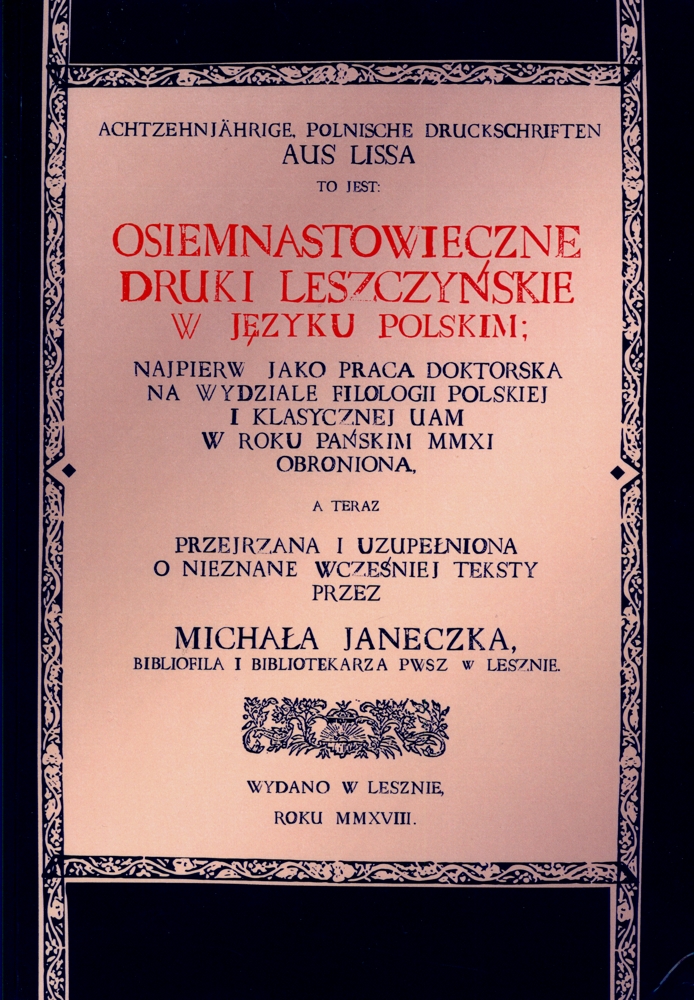 ACHTZEHNJÄHRIGE, POLNISCHE DRUCKSCHRIFTEN
AUS LISSA
TO JEST:
OSIEMNASTOWIECZNE
DRUKI LESZCZYŃSKIE
W JĘZYKU POLSKIM;
NAJPIERW JAKO PRACA DOKTORSKA
NA WYDZIALE FILOLOGII POLSKIEJ
I KLASYCZNEJ UAM
W ROKU PAŃSKIM MMXI
OBRONIONA,
A TERAZ
PRZEJRZANA I UZUPEŁNIONA
O NIEZNANE WCZEŚNIEJ TEKSTY
PRZEZ
MICHAŁA JANECZKA,
BIBLIOFILA I BIBLIOTEKARZA PWSZ W LESZNIE.
WYDANO W LESZNIE,
ROKU MMXVIII.